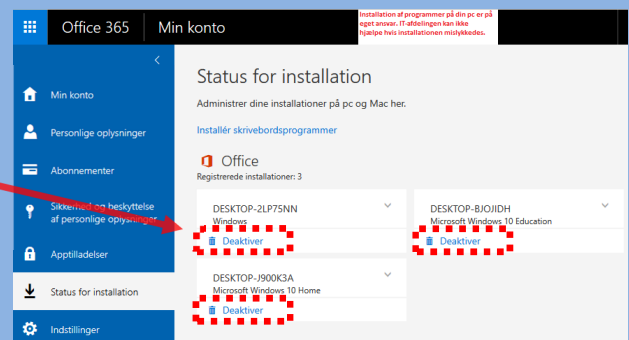 Office 365
Min konto
Installation af programmer på din pc er på
eget ansvar. IT-afdelingen kan ikke
hjælpe hvis installationen mislykkedes.
Min konto
Personlige oplysninger
Abonnementer
Sikkerhed og beskyttelse
af personlige oplysninger
Apptilladelser
Status for installation
Indstillinger
Status for installation
Administrer dine installationer på pc og Mac her.
Installér skrivebordsprogrammer
Office
Registrerede installationer: 3
DESKTOP-2LP75NN
Windows
Deaktiver
DESKTOP-BJOJIDH
Microsoft Windows 10 Education
Deaktiver
DESKTOP-J900K3A
Microsoft Windows 10 Home
Deaktiver